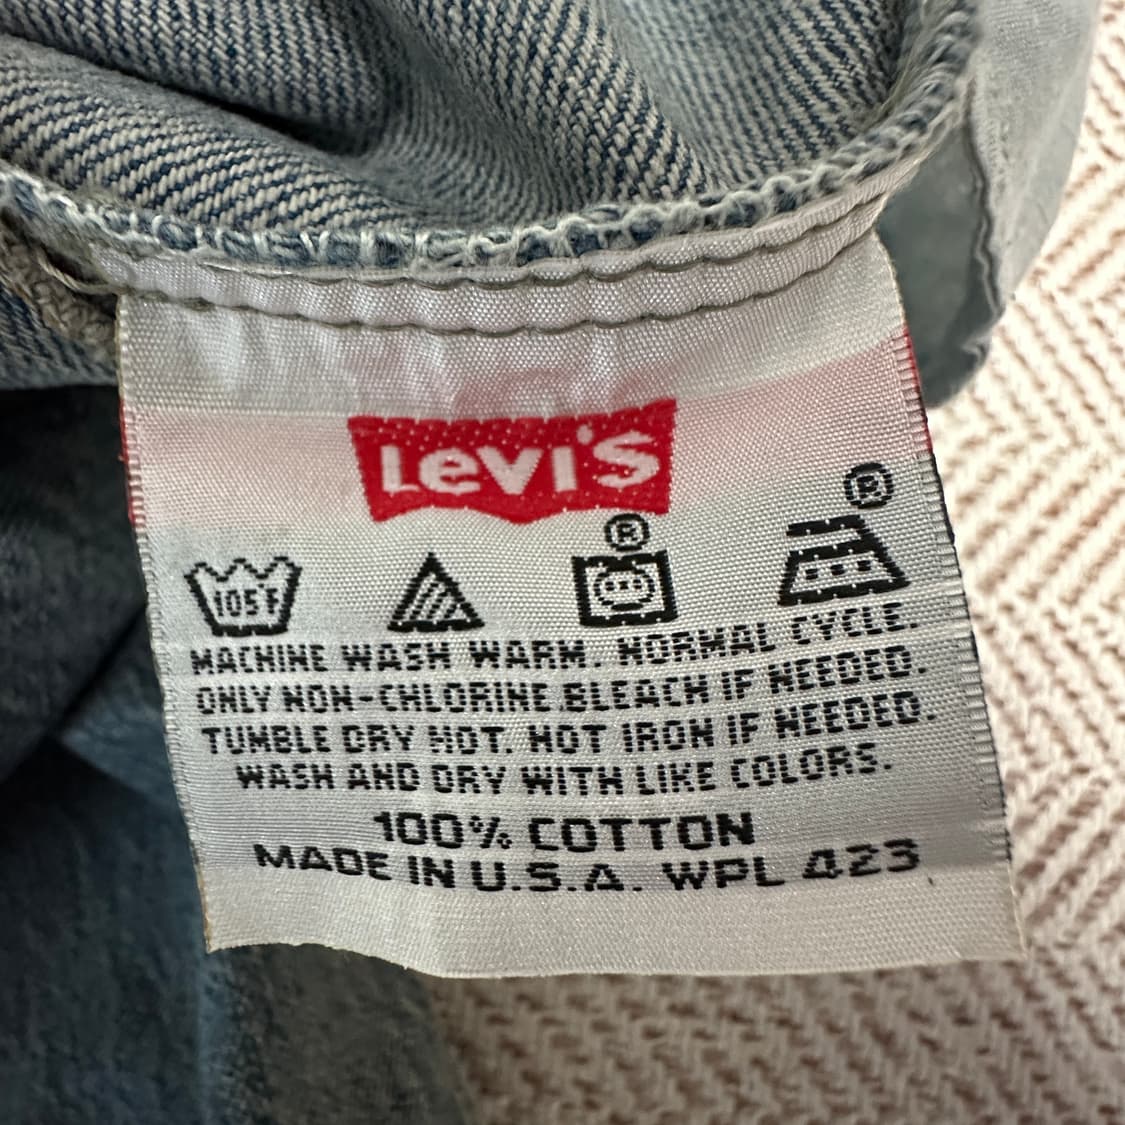 Levi's
®
®
105°F
MACHINE WASH WARM. NORMAL CYCLE.
ONLY NON-CHLORINE BLEACH IF NEEDED.
TUMBLE DRY HOT. HOT IRON IF NEEDED.
WASH AND DRY WITH LIKE COLORS.
100% COTTON
MADE IN U.S.A. WPL 423